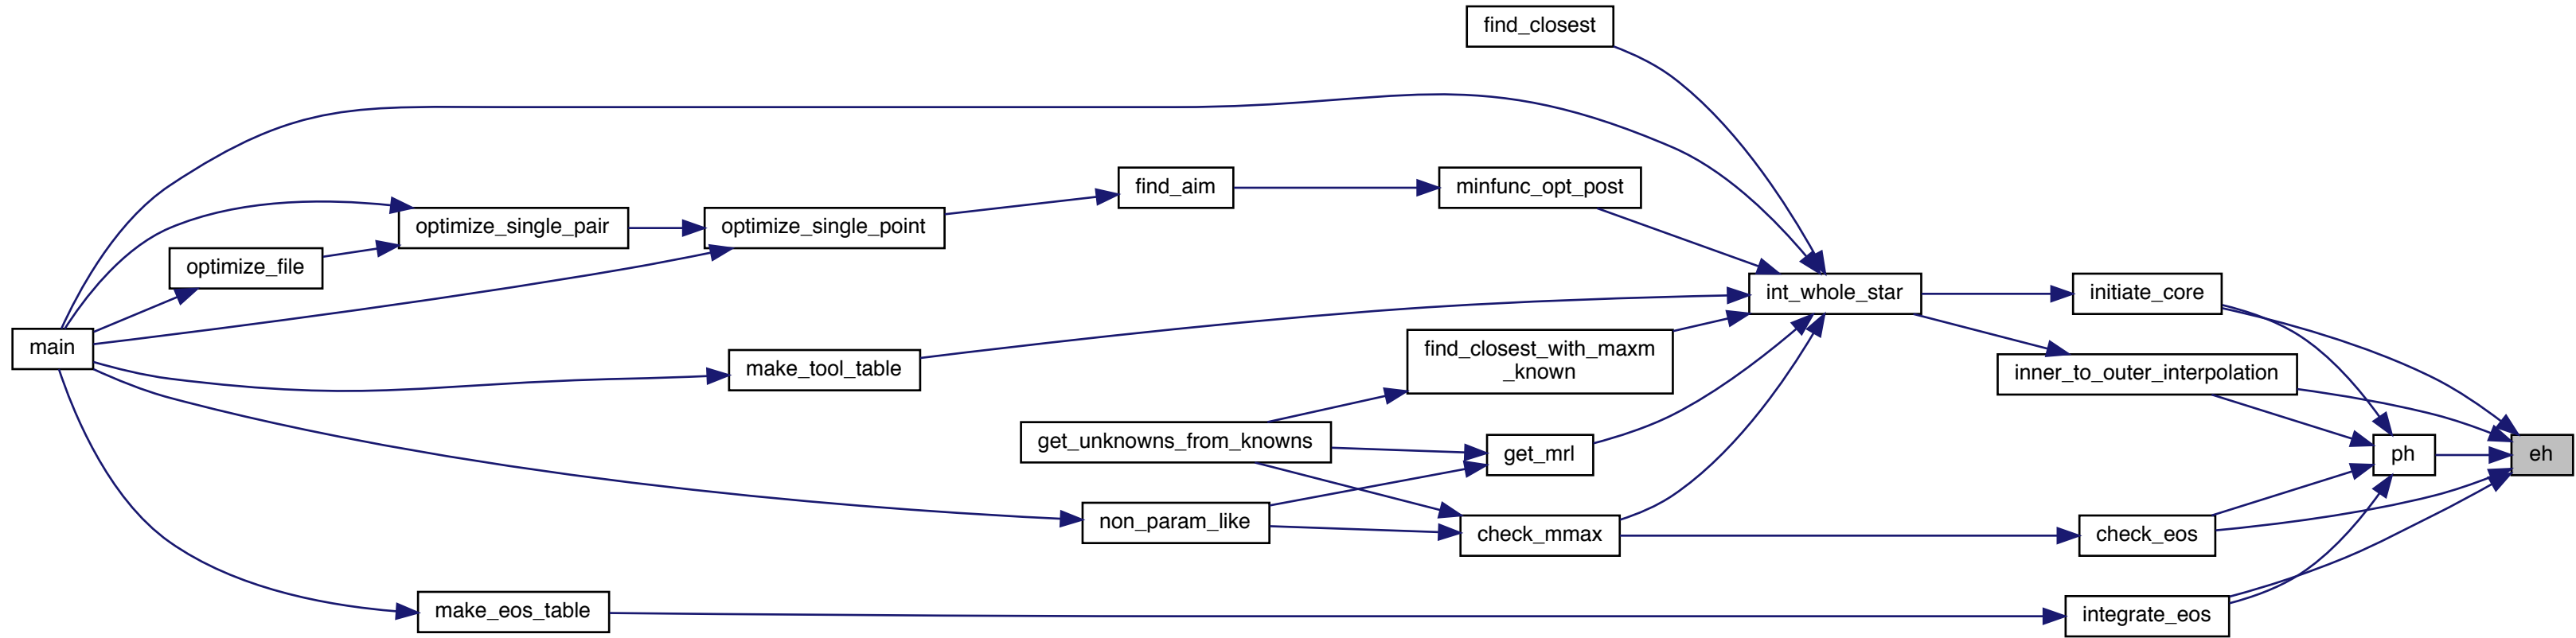 find_closest
minfunc_opt_post
find_aim
optimize_single_pair
optimize_single_point
optimize_file
int_whole_star
initiate_core
main
find_closest_with_maxm
_known
make_tool_table
inner_to_outer_interpolation
get_unknowns_from_knowns
get_mrl
ph
eh
non_param_like
check_mmax
check_eos
make_eos_table
integrate_eos